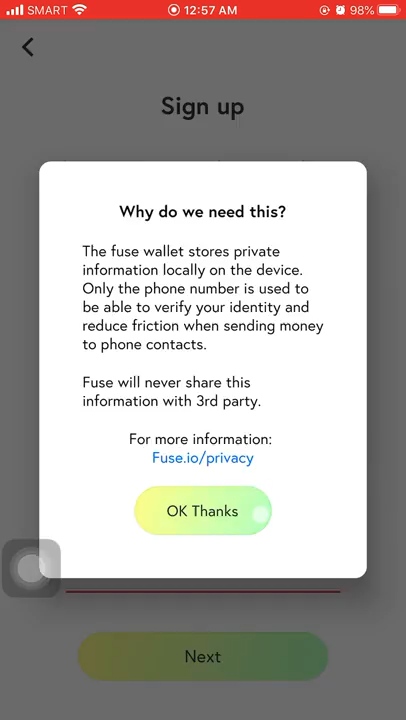 SMART 12:57 AM 98%
Sign up
Why do we need this?
The fuse wallet stores private
information locally on the device.
Only the phone number is used to
be able to verify your identity and
reduce friction when sending money
to phone contacts.
Fuse will never share this
information with 3rd party.
For more information:
Fuse.io/privacy
OK Thanks
Next